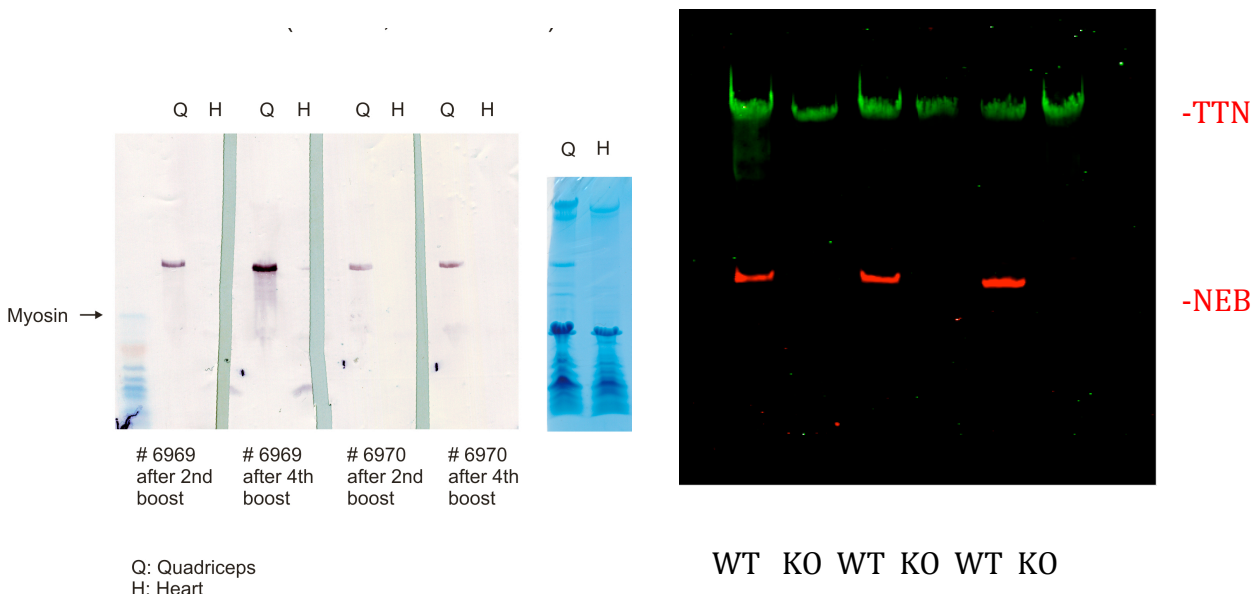 Q H Q H Q H Q H
Q H
Myosin
# 6969 after 2nd boost
# 6969 after 4th boost
# 6970 after 2nd boost
# 6970 after 4th boost
Q: Quadriceps
H: Heart
-TTN
-NEB
WT KO WT KO WT KO